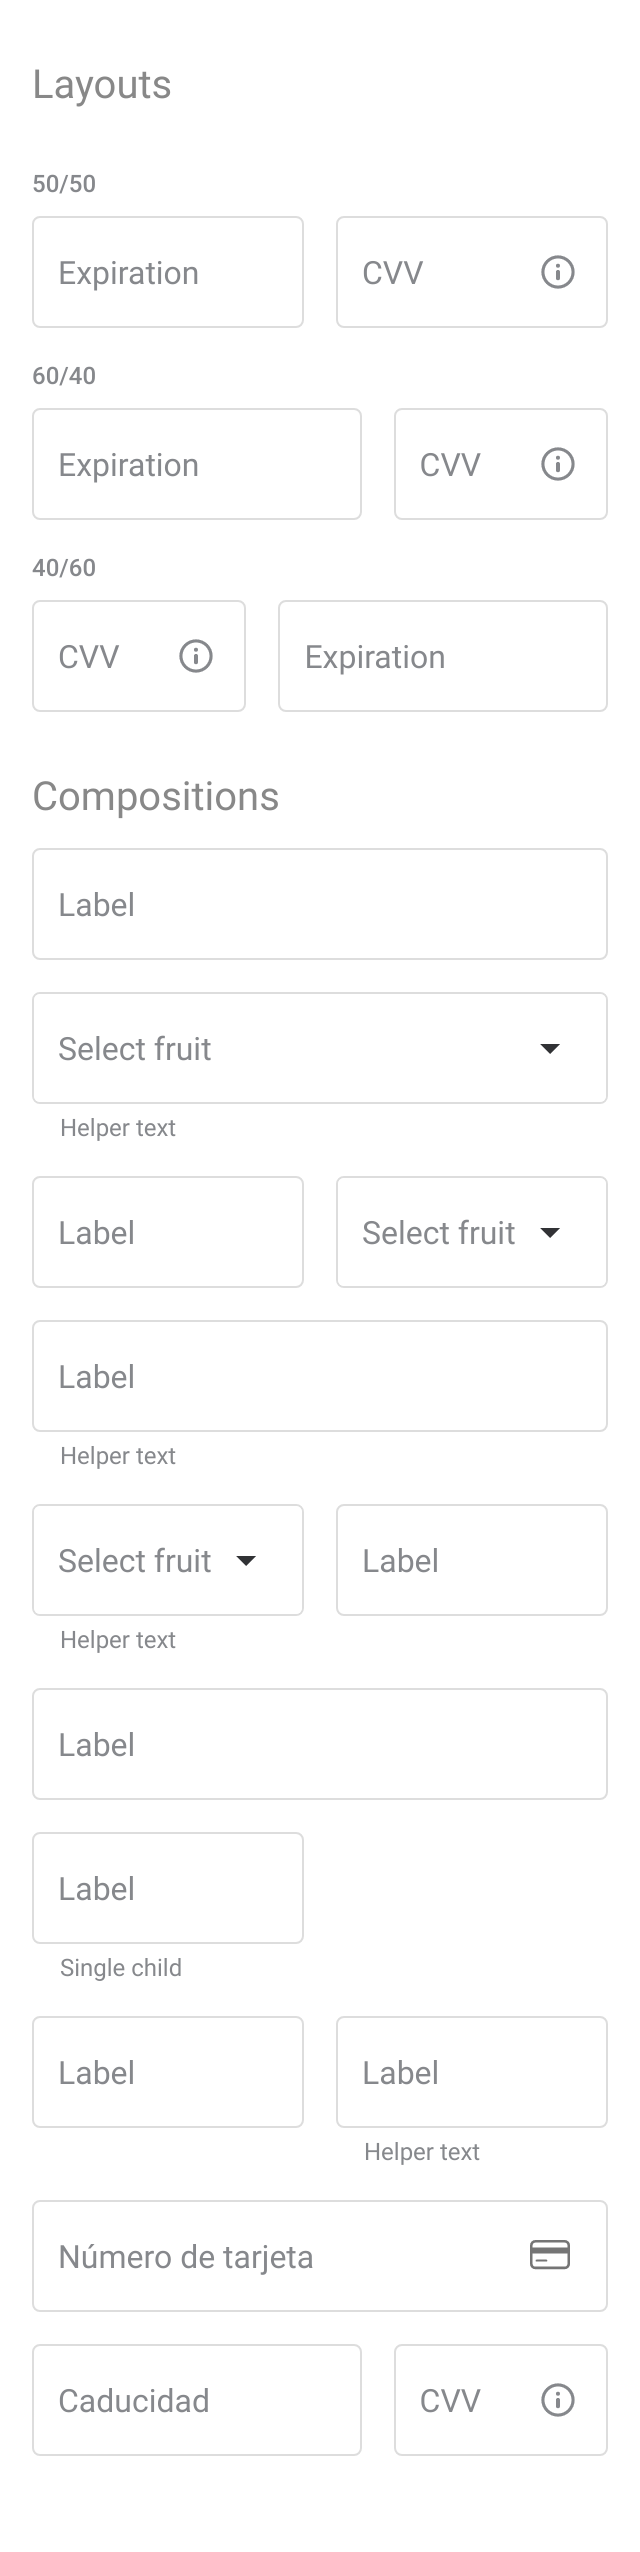 Layouts
50/50
Expiration CVV
60/40
Expiration CVV
40/60
CVV Expiration
Compositions
Label
Select fruit
Helper text
Label Select fruit
Label
Helper text
Select fruit Label
Helper text
Label
Label
Single child
Label Label
Helper text
Número de tarjeta
Caducidad CVV